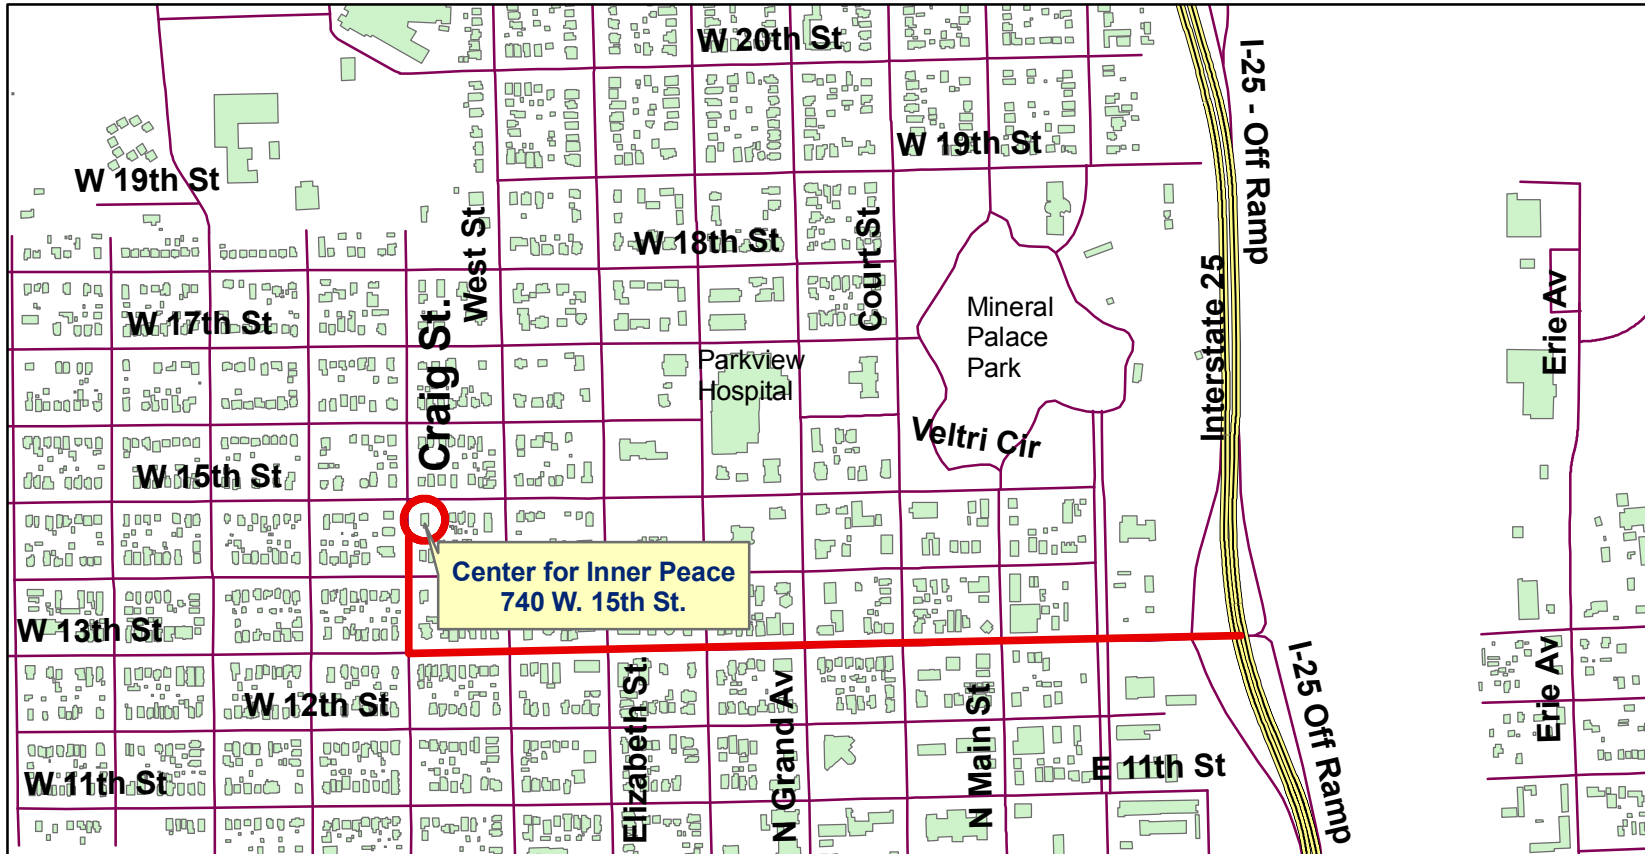 W 20th St
I-25 - Off Ramp
W 19th St
W 19th St
West St
W 18th St
Court St
Interstate 25
Erie Av
Mineral
Palace
Park
W 17th St
Craig St.
Parkview
Hospital
Veltri Cir
W 15th St
Center for Inner Peace
740 W. 15th St.
W 13th St
I-25 Off Ramp
Erie Av
Elizabeth St.
N Grand Av
N Main St
W 12th St
W 11th St
E 11th St